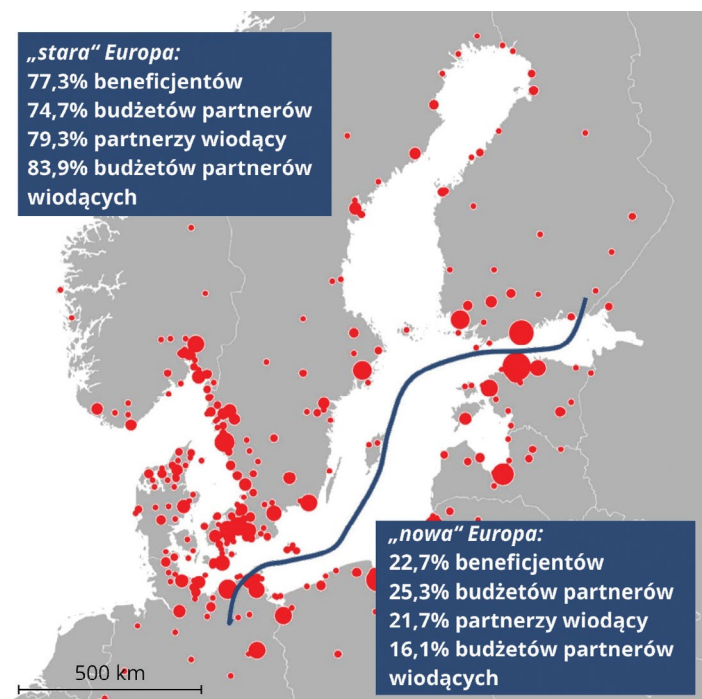 „stara“ Europa:
77,3% beneficjentów
74,7% budżetów partnerów
79,3% partnerzy wiodący
83,9% budżetów partnerów
wiodących
„nowa“ Europa:
22,7% beneficjentów
25,3% budżetów partnerów
21,7% partnerzy wiodący
16,1% budżetów partnerów
wiodących
500 km